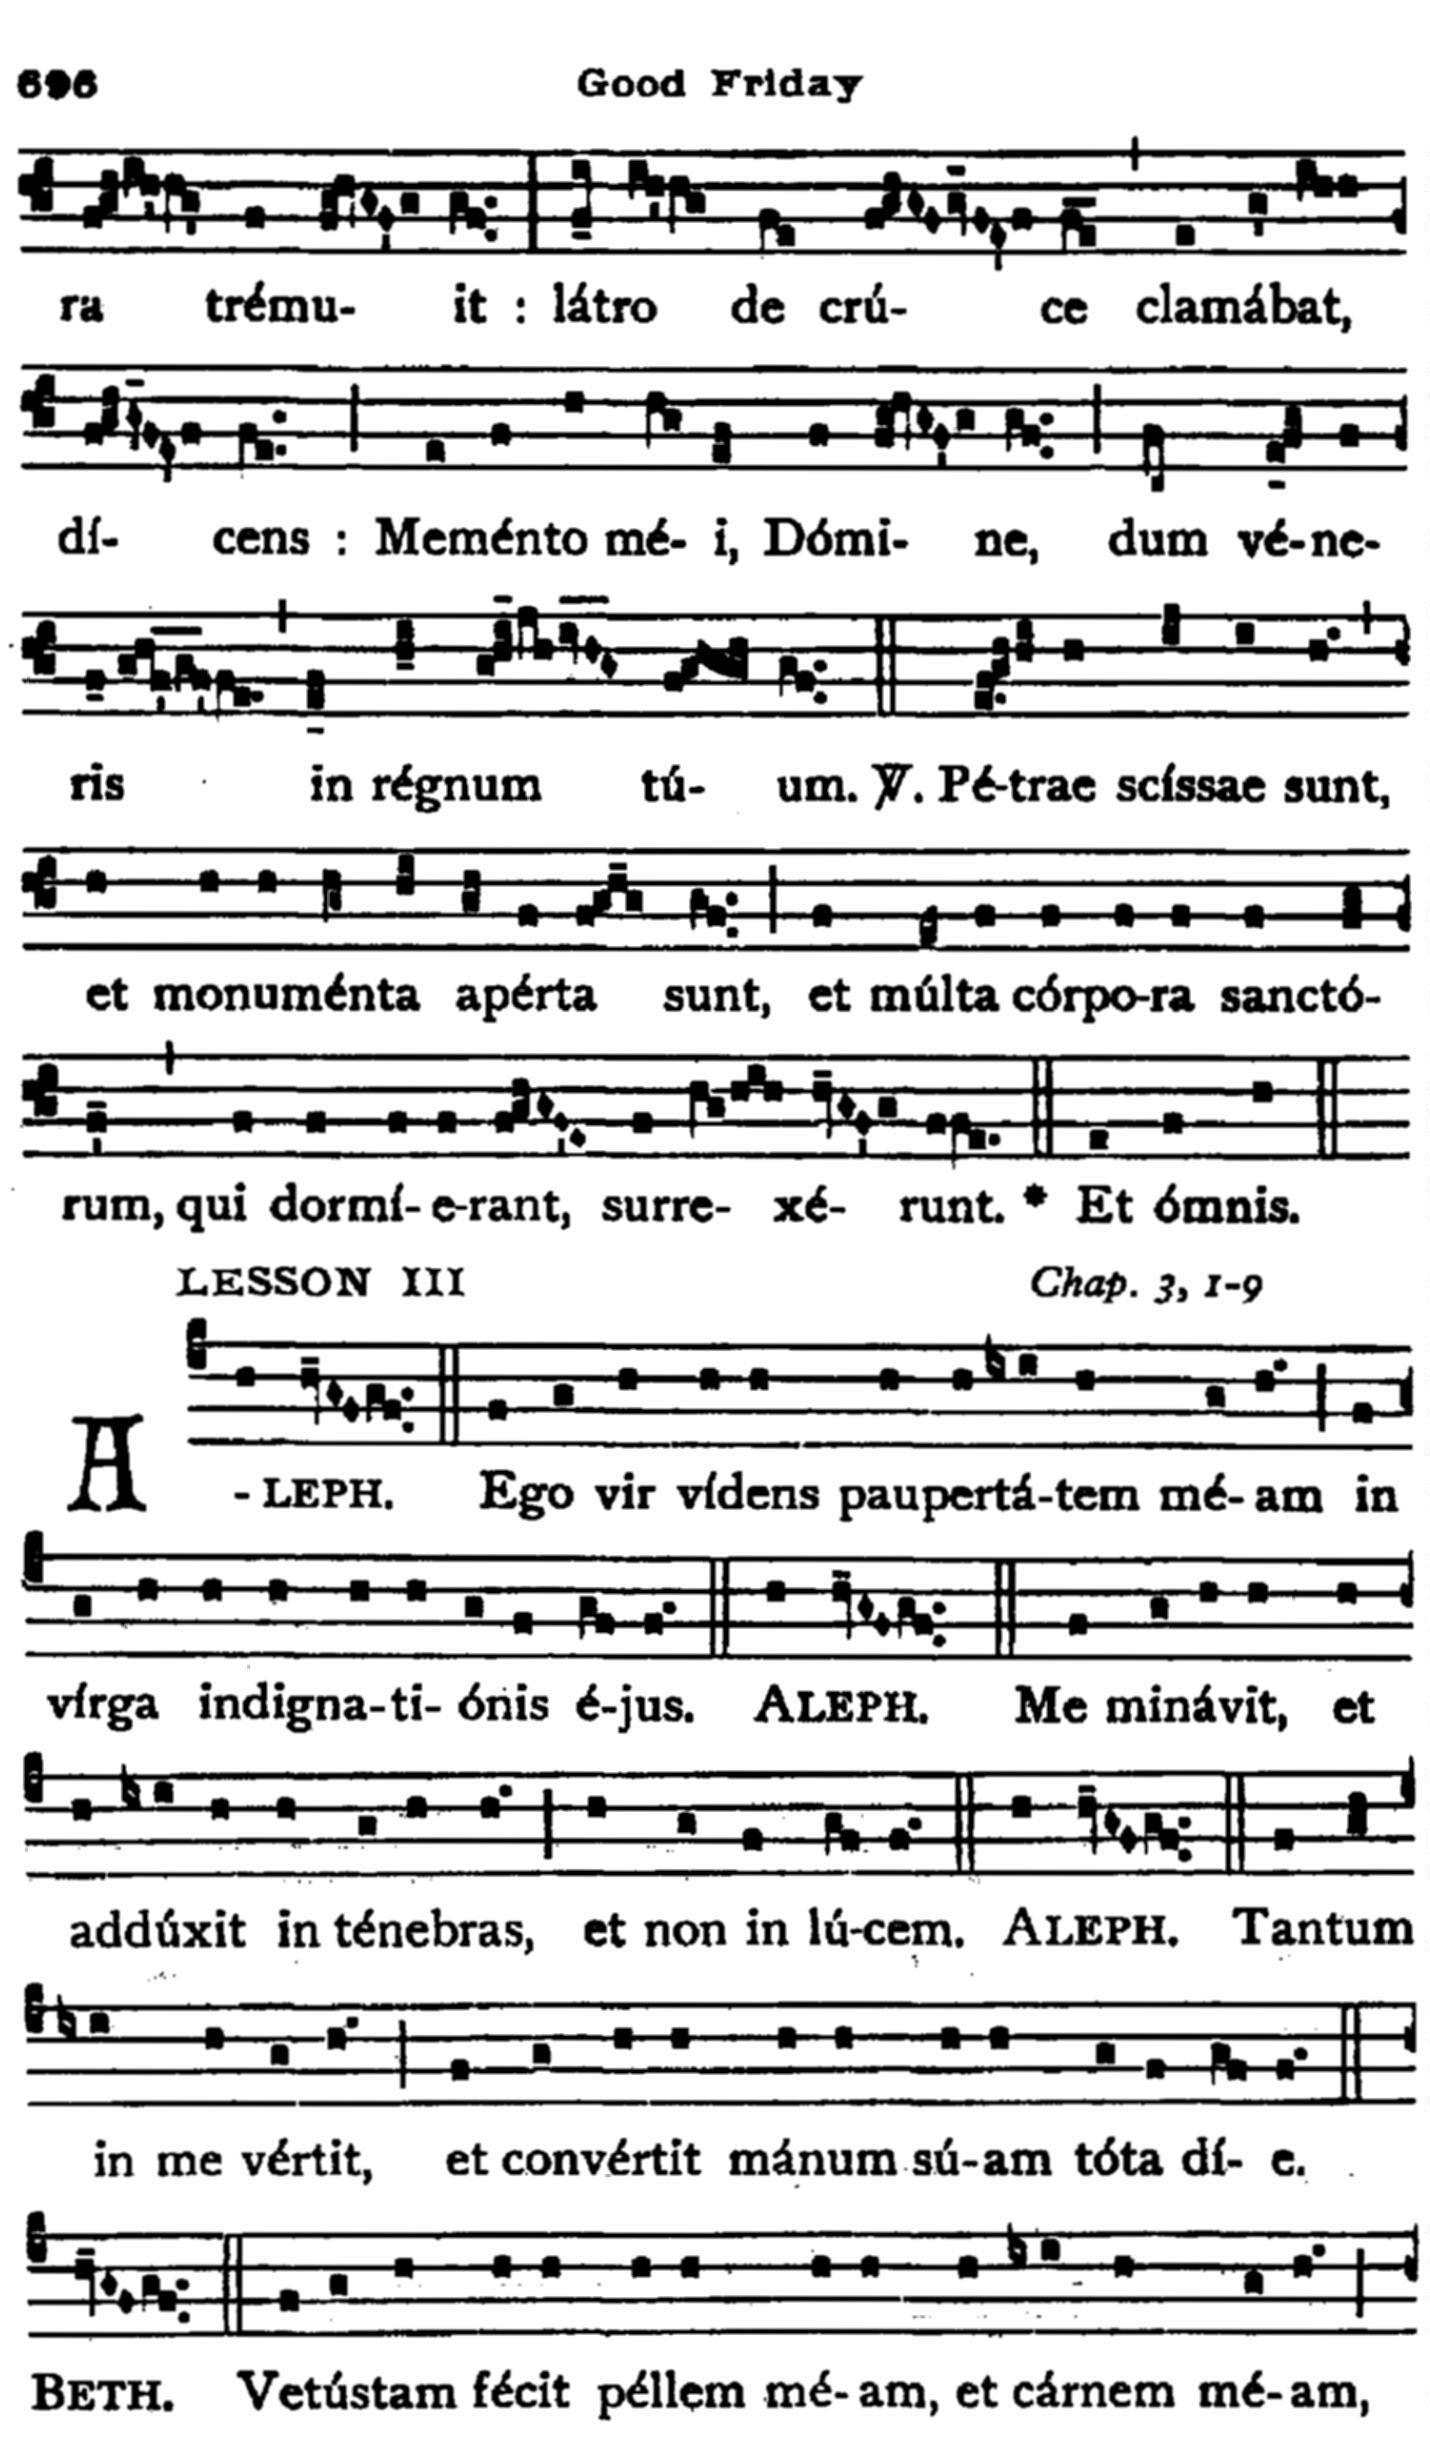 696 Good Friday
ra trému- it : látro de crú- ce clamábat,
dí- cens : Meménto mé- i, Dómi- ne, dum vé-ne-
ris in régnum tú- um. ℣. Pé-trae scíssae sunt,
et monuménta apérta sunt, et múlta córpo-ra sanctó-
rum, qui dormí- e-rant, surre- xé- runt. * Et ómnis.
LESSON III Chap. 3, 1-9
A - LEPH. Ego vir vídens paupertá-tem mé- am in
vírga indigna-ti- ónis é-jus. ALEPH. Me minávit, et
addúxit in ténebras, et non in lú-cem. ALEPH. Tantum
in me vértit, et convértit mánum sú-am tóta dí- e.
BETH. Vetústam fécit péllem mé- am, et cárnem mé- am,